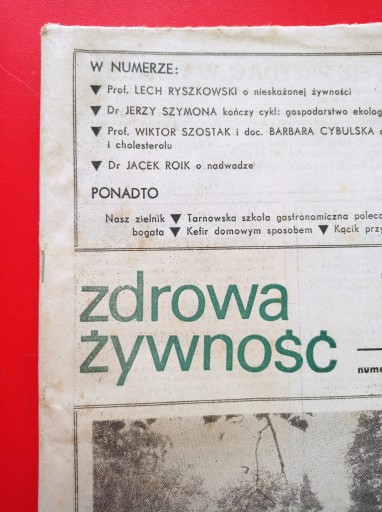 W NUMERZE:
▼ Prof. LECH RYSZKOWSKI o nieskażonej żywności
▼ Dr JERZY SZYMONA kończy cykl: gospodarstwo ekolog
▼ Prof. WIKTOR SZOSTAK i doc. BARBARA CYBULSKA
i cholesterolu
▼ Dr JACEK ROIK o nadwadze
PONADTO
Nasz zielnik ▼ Tarnowska szkoła gastronomiczna poleca
bogata ▼ Kefir domowym sposobem ▼ Kącik przy
zdrowa
żywność
nume